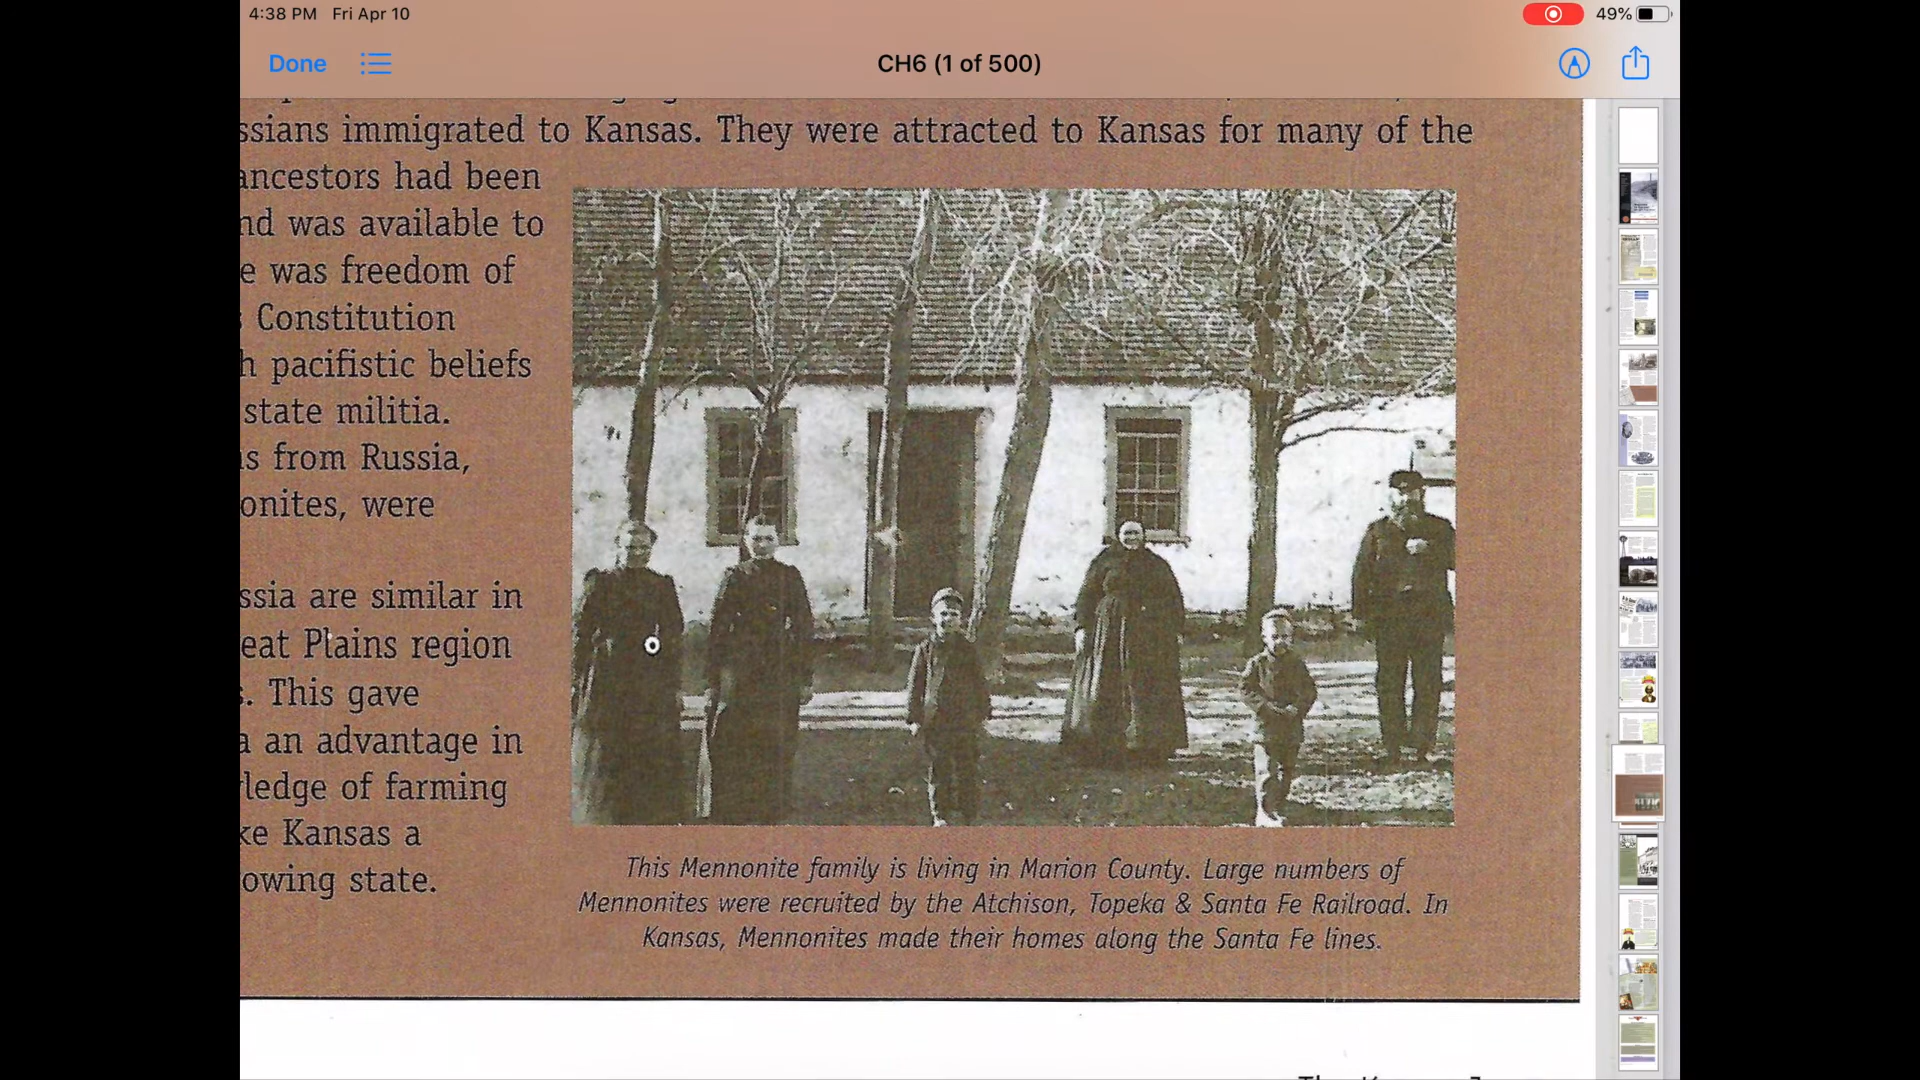 4:38 PM Fri Apr 10
49%
Done
CH6 (1 of 500)
ssians immigrated to Kansas. They were attracted to Kansas for many of the
ancestors had been
nd was available to
e was freedom of
s Constitution
h pacifistic beliefs
state militia.
s from Russia,
onites, were
ssia are similar in
eat Plains region
s. This gave
a an advantage in
ledge of farming
ke Kansas a
owing state.
This Mennonite family is living in Marion County. Large numbers of
Mennonites were recruited by the Atchison, Topeka & Santa Fe Railroad. In
Kansas, Mennonites made their homes along the Santa Fe lines.